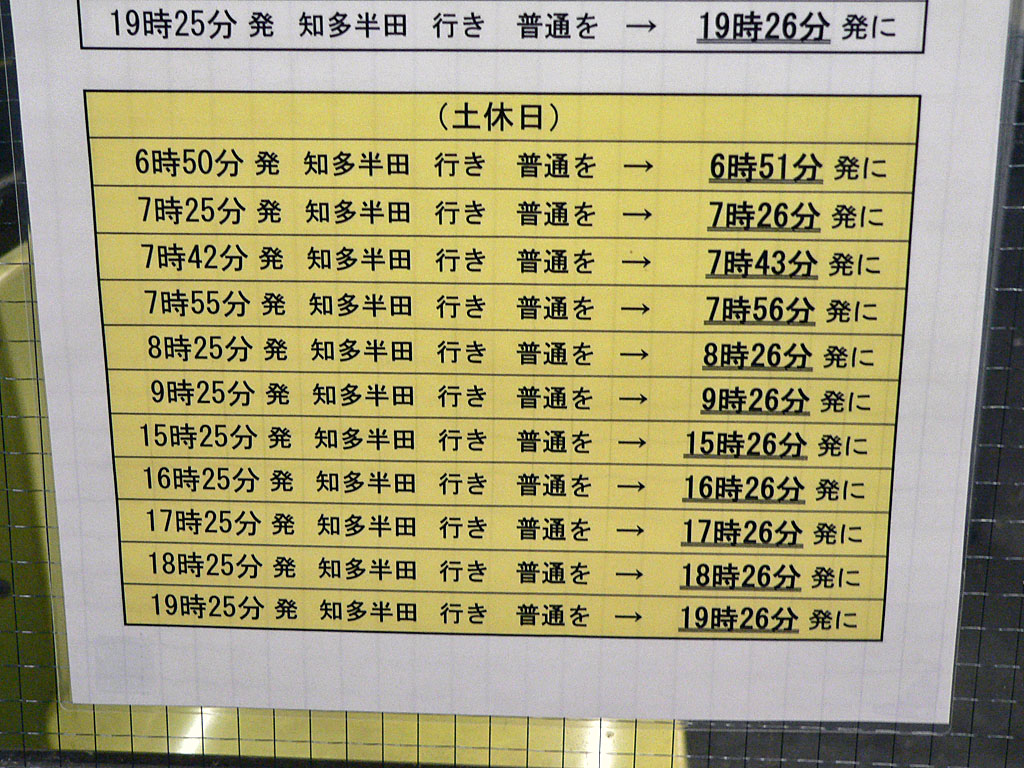 19時25分 発 知多半田 行き 普通を → 19時26分 発に
(土休日)
6時50分 発 知多半田 行き 普通を → 6時51分 発に
7時25分 発 知多半田 行き 普通を → 7時26分 発に
7時42分 発 知多半田 行き 普通を → 7時43分 発に
7時55分 発 知多半田 行き 普通を → 7時56分 発に
8時25分 発 知多半田 行き 普通を → 8時26分 発に
9時25分 発 知多半田 行き 普通を → 9時26分 発に
15時25分 発 知多半田 行き 普通を → 15時26分 発に
16時25分 発 知多半田 行き 普通を → 16時26分 発に
17時25分 発 知多半田 行き 普通を → 17時26分 発に
18時25分 発 知多半田 行き 普通を → 18時26分 発に
19時25分 発 知多半田 行き 普通を → 19時26分 発に